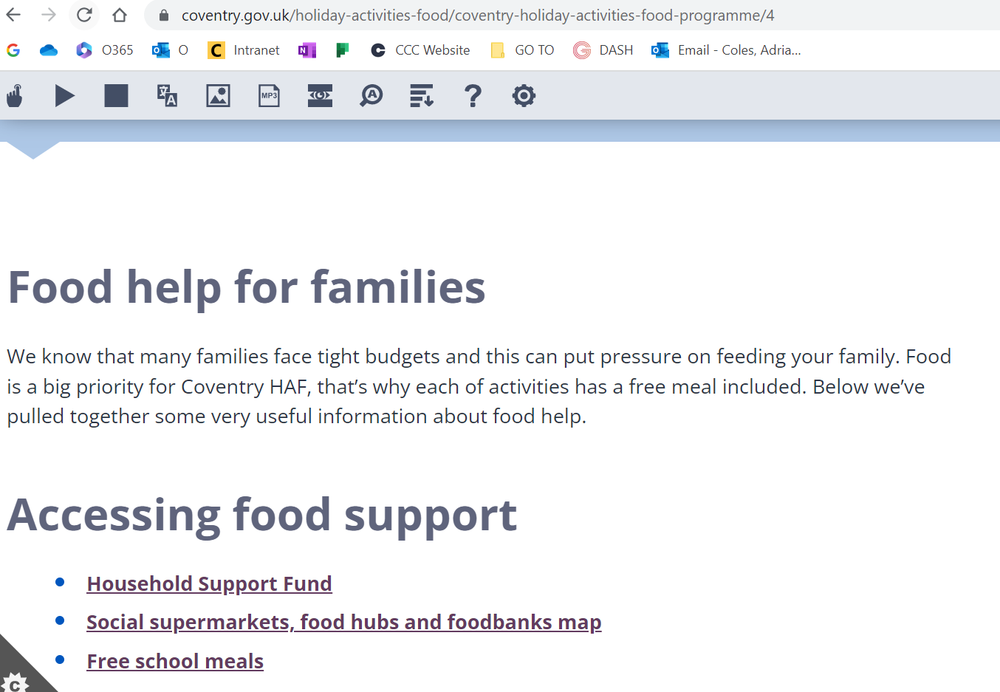 coventry.gov.uk/holiday-activities-food/coventry-holiday-activities-food-programme/4
O365 O Intranet CCC Website GO TO DASH Email - Coles, Adria...
MP3
Food help for families
We know that many families face tight budgets and this can put pressure on feeding your family. Food
is a big priority for Coventry HAF, that’s why each of activities has a free meal included. Below we’ve
pulled together some very useful information about food help.
Accessing food support
Household Support Fund
Social supermarkets, food hubs and foodbanks map
Free school meals